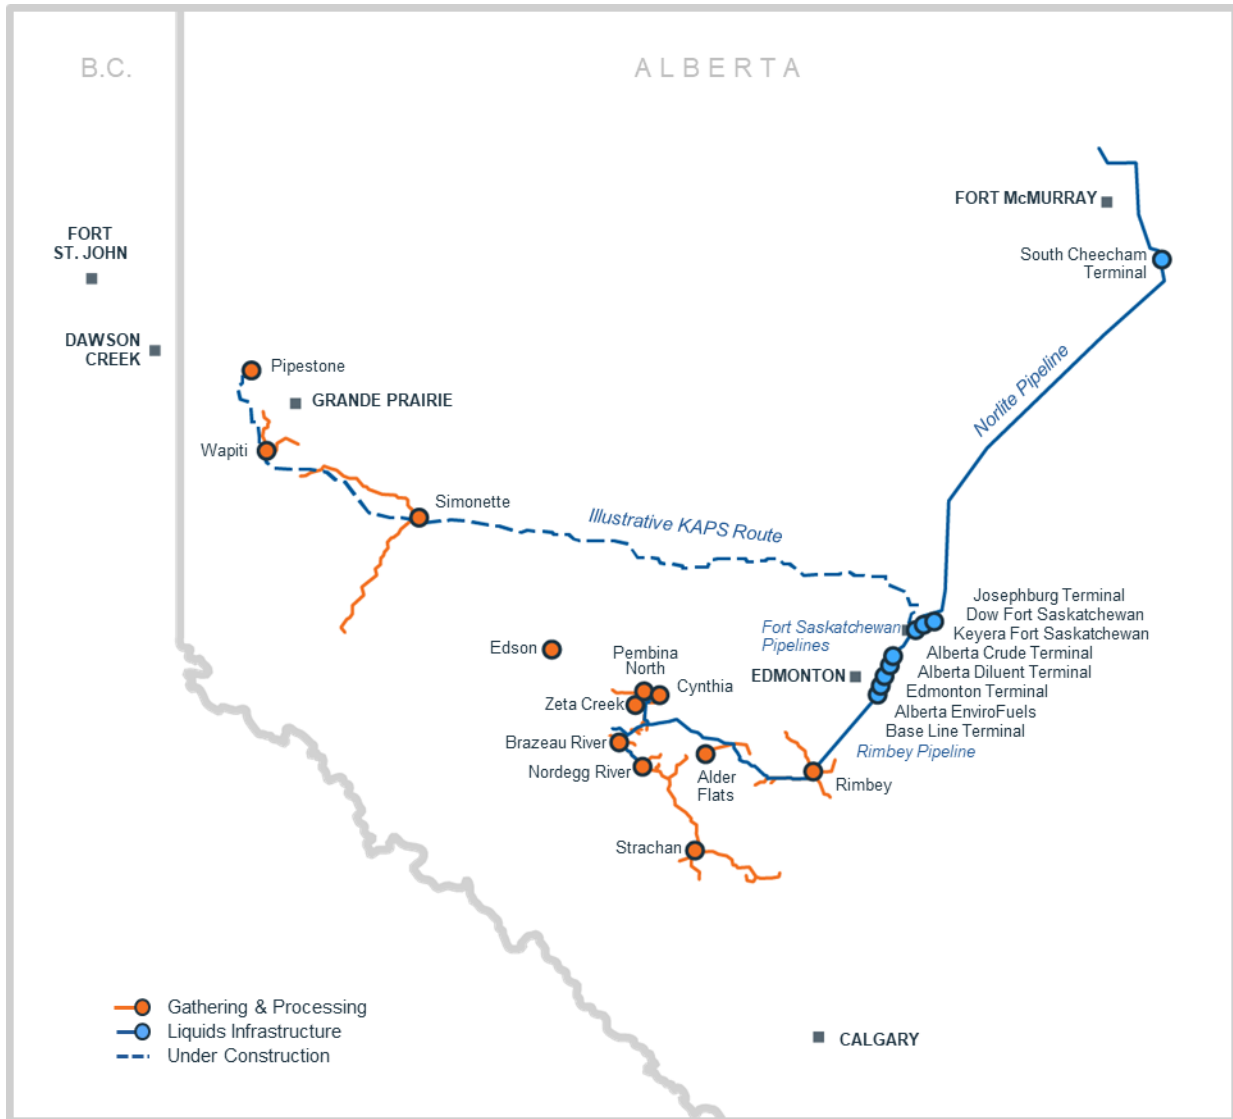 B.C.
ALBERTA
FORT McMURRAY
FORT
ST. JOHN
South Cheecham
Terminal
DAWSON
CREEK
Pipestone
Norlite Pipeline
GRANDE PRAIRIE
Wapiti
Simonette
Illustrative KAPS Route
Josephburg Terminal
Dow Fort Saskatchewan
Fort Saskatchewan
Pipelines
Keyera Fort Saskatchewan
Edson
Pembina
North
Alberta Crude Terminal
EDMONTON
Alberta Diluent Terminal
Cynthia
Edmonton Terminal
Zeta Creek
Alberta EnviroFuels
Base Line Terminal
Brazeau River
Rimbey Pipeline
Nordegg River
Alder
Flats
Rimbey
Strachan
Gathering & Processing
Liquids Infrastructure
Under Construction
CALGARY